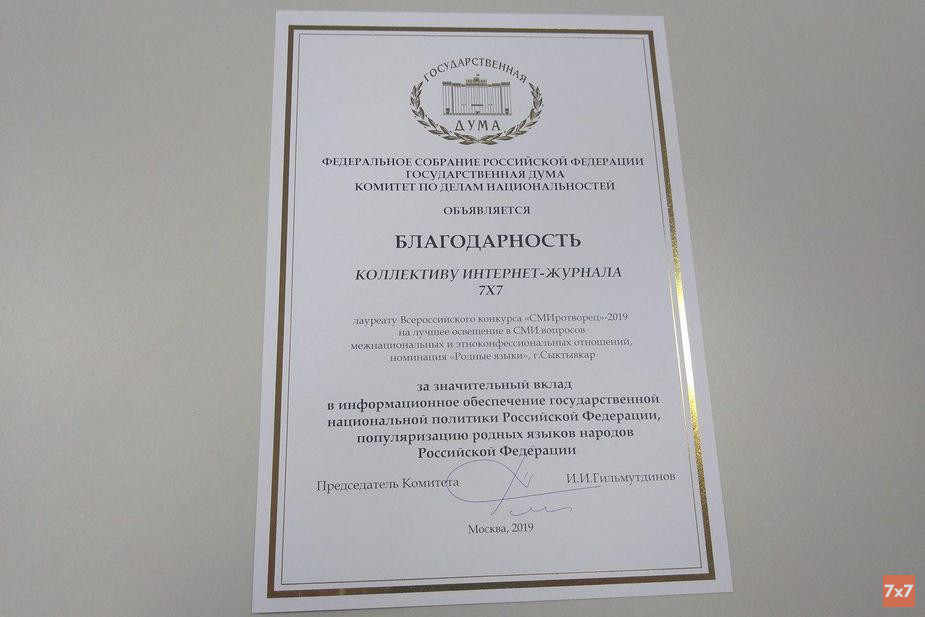 ГОСУДАРСТВЕННАЯ
ДУМА
ФЕДЕРАЛЬНОЕ СОБРАНИЕ РОССИЙСКОЙ ФЕДЕРАЦИИ
ГОСУДАРСТВЕННАЯ ДУМА
КОМИТЕТ ПО ДЕЛАМ НАЦИОНАЛЬНОСТЕЙ
ОБЪЯВЛЯЕТСЯ
БЛАГОДАРНОСТЬ
КОЛЛЕКТИВУ ИНТЕРНЕТ-ЖУРНАЛА
7Х7
лауреату Всероссийского конкурса «СМИротворец»-2019
на лучшее освещение в СМИ вопросов
межнациональных и этноконфессиональных отношений,
номинация «Родные языки», г.Сыктывкар
за значительный вклад
в информационное обеспечение государственной
национальной политики Российской Федерации,
популяризацию родных языков народов
Российской Федерации
Председатель Комитета И.И.Гильмутдинов
Москва, 2019
7x7